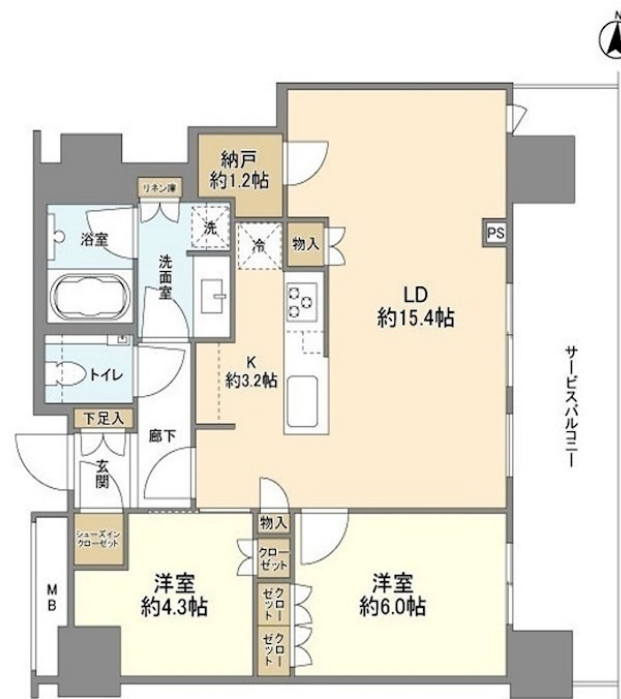 N
納戸
約1.2帖
リネン庫
浴室
洗面室
洗
冷
物入
PS
LD
約15.4帖
K
約3.2帖
トイレ
下足入
廊下
玄関
サービスバルコニー
シューズイン
クローゼット
物入
クロー
ゼット
クロー
ゼット
クロー
ゼット
洋室
約4.3帖
洋室
約6.0帖
MB